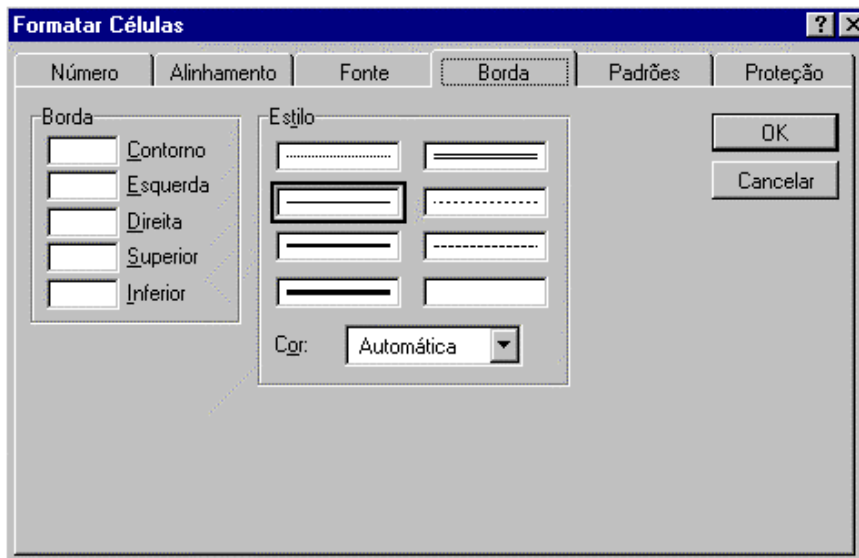 Formatar Células
Número Alinhamento Fonte Borda Padrões Proteção
Borda
Contorno
Esquerda
Direita
Superior
Inferior
Estilo
Cor: Automática
OK
Cancelar